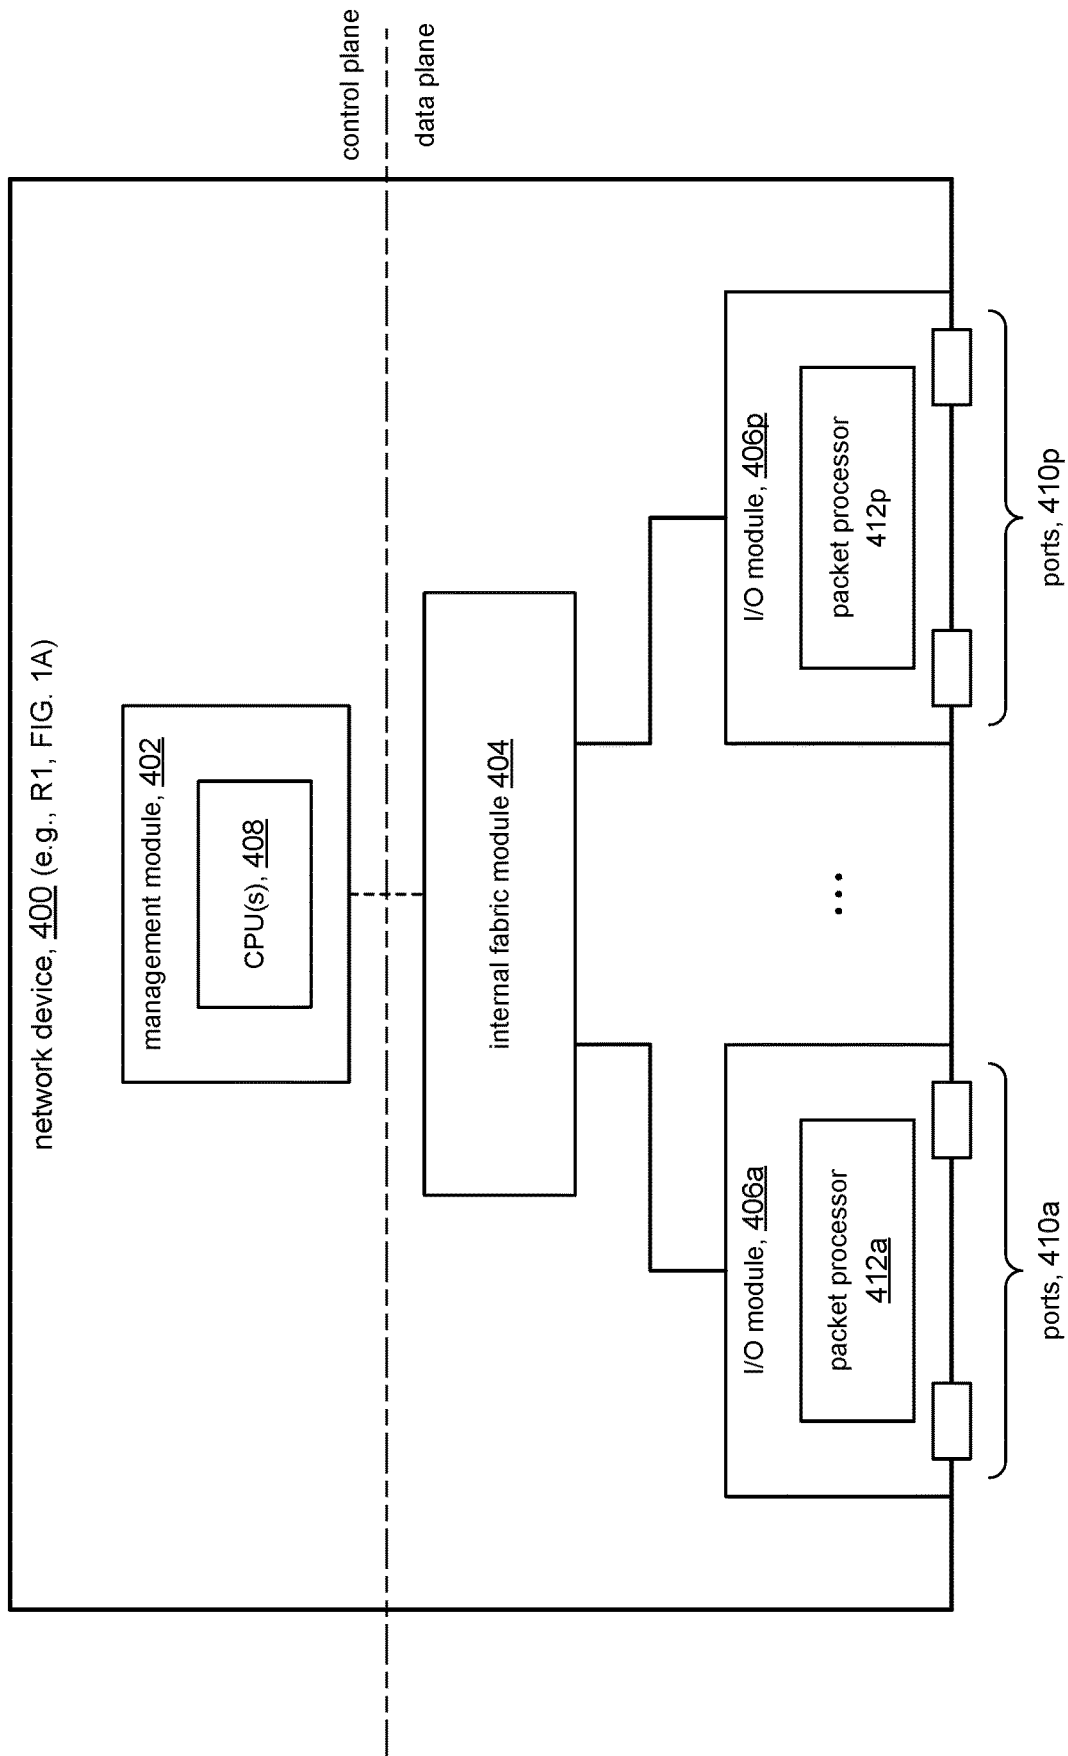 network device, 400 (e.g., R1, FIG. 1A)
management module, 402
CPU(s), 408
control plane
data plane
internal fabric module 404
I/O module, 406a
packet processor
412a
ports, 410a
...
I/O module, 406p
packet processor
412p
ports, 410p